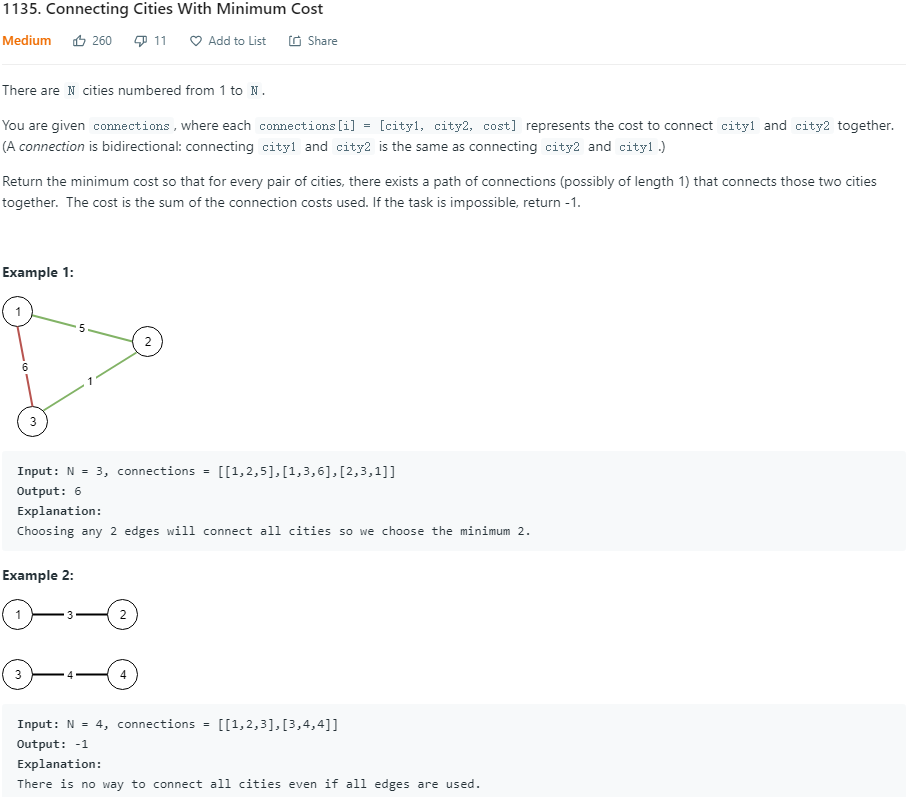 1135. Connecting Cities With Minimum Cost
Medium 260 11 Add to List Share
There are N cities numbered from 1 to N.
You are given connections, where each connections[i] = [city1, city2, cost] represents the cost to connect city1 and city2 together.
(A connection is bidirectional: connecting city1 and city2 is the same as connecting city2 and city1.)
Return the minimum cost so that for every pair of cities, there exists a path of connections (possibly of length 1) that connects those two cities
together. The cost is the sum of the connection costs used. If the task is impossible, return -1.
Example 1:
1
5
2
6
1
3
Input: N = 3, connections = [[1,2,5],[1,3,6],[2,3,1]]
Output: 6
Explanation:
Choosing any 2 edges will connect all cities so we choose the minimum 2.
Example 2:
1 3 2
3 4 4
Input: N = 4, connections = [[1,2,3],[3,4,4]]
Output: -1
Explanation:
There is no way to connect all cities even if all edges are used.